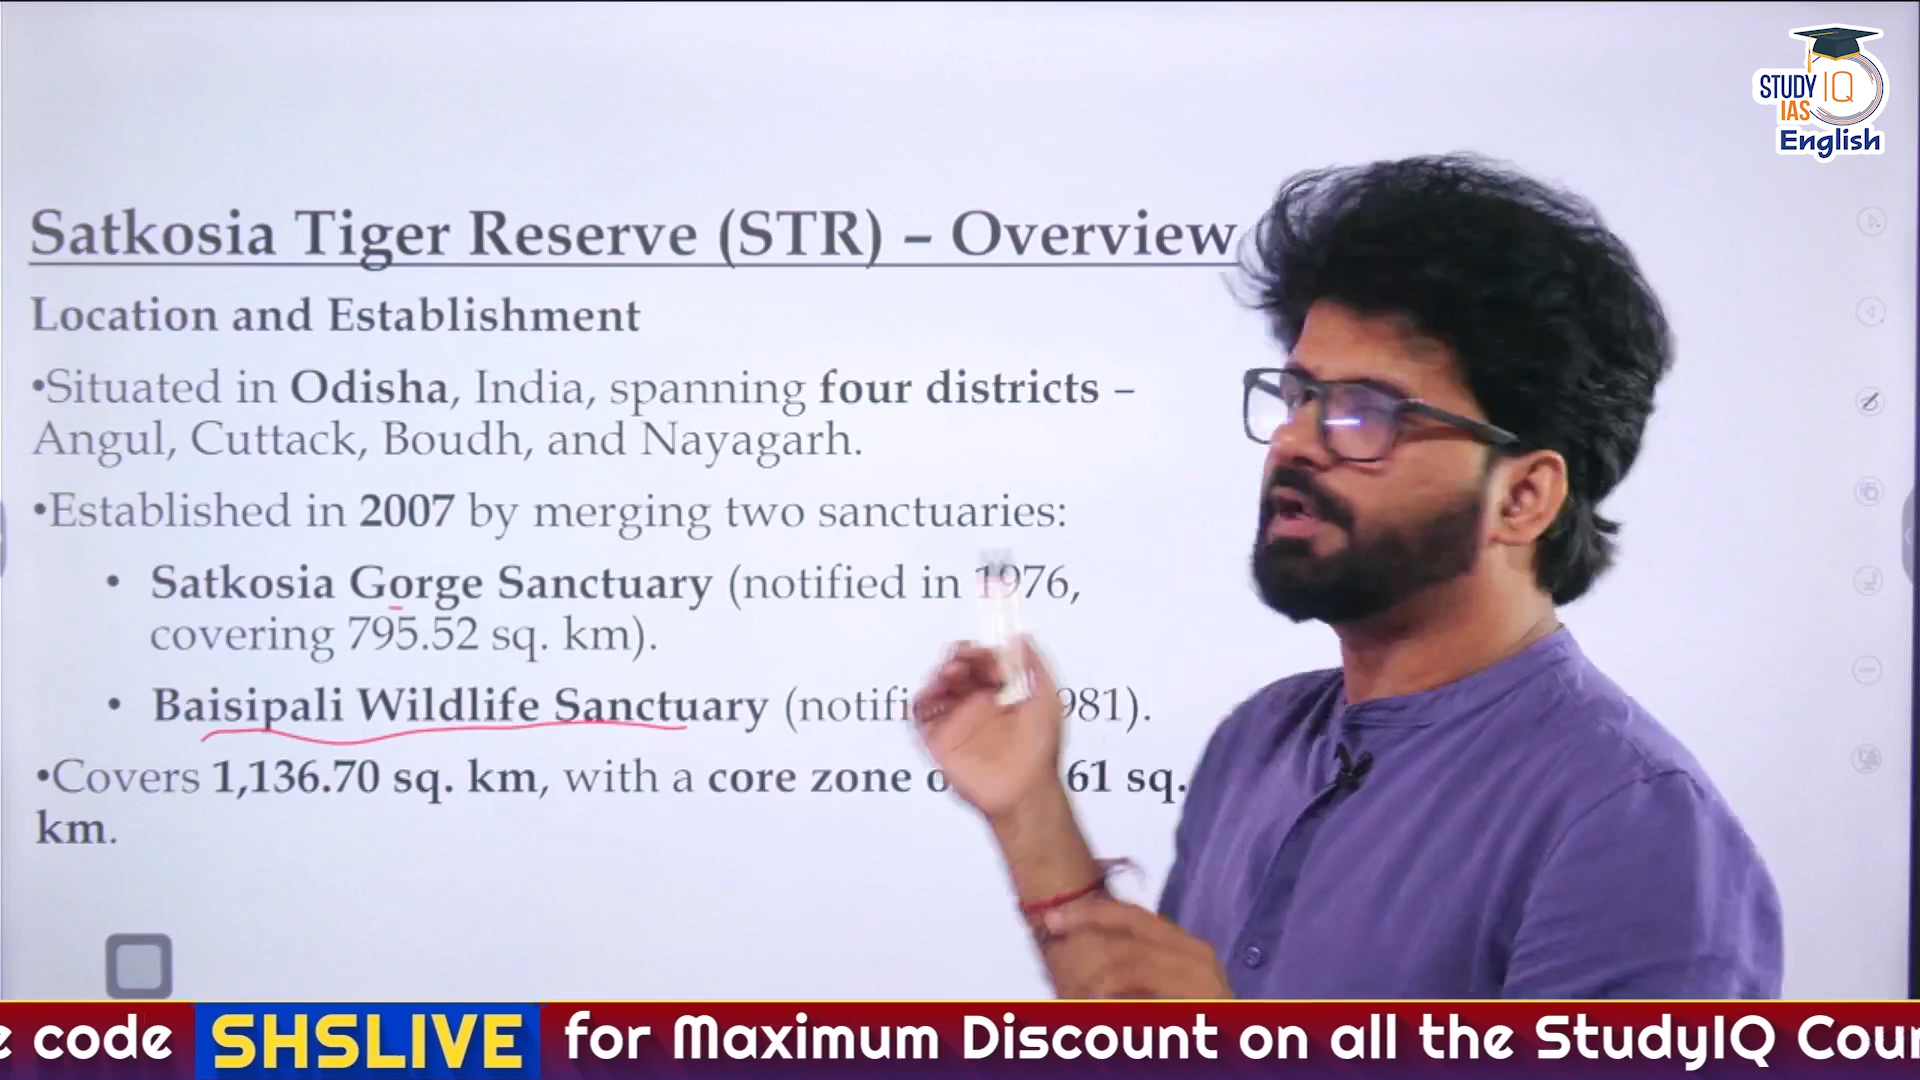 STUDY IQ
IAS
English
Satkosia Tiger Reserve (STR) – Overview
Location and Establishment
•Situated in Odisha, India, spanning four districts –
Angul, Cuttack, Boudh, and Nayagarh.
•Established in 2007 by merging two sanctuaries:
• Satkosia Gorge Sanctuary (notified in 1976,
covering 795.52 sq. km).
• Baisipali Wildlife Sanctuary 981).
•Covers 1,136.70 sq. km, with a core zone 61 sq.
km.
code SHSLIVE for Maximum Discount on all the StudyIQ